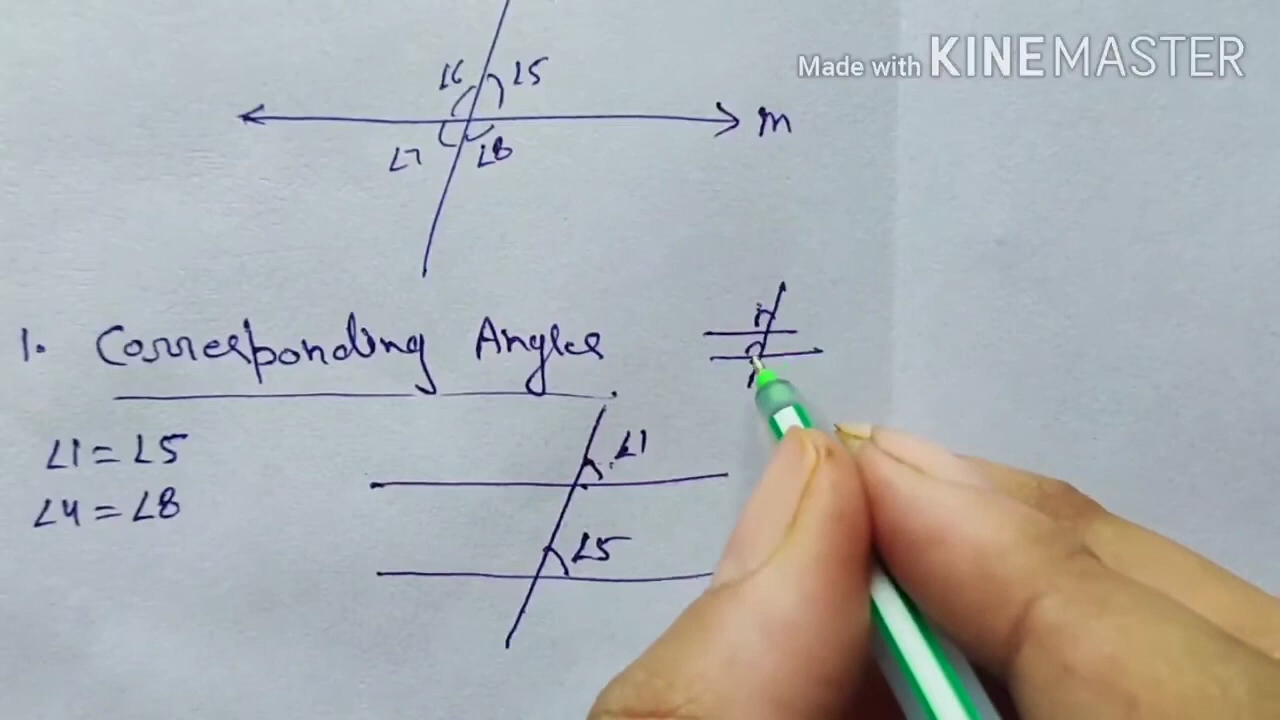 Made with KINEMASTER
∠6 ∠5
m
∠7 ∠8
1. Corresponding Angles
∠1 = ∠5
∠4 = ∠8
∠1
∠5